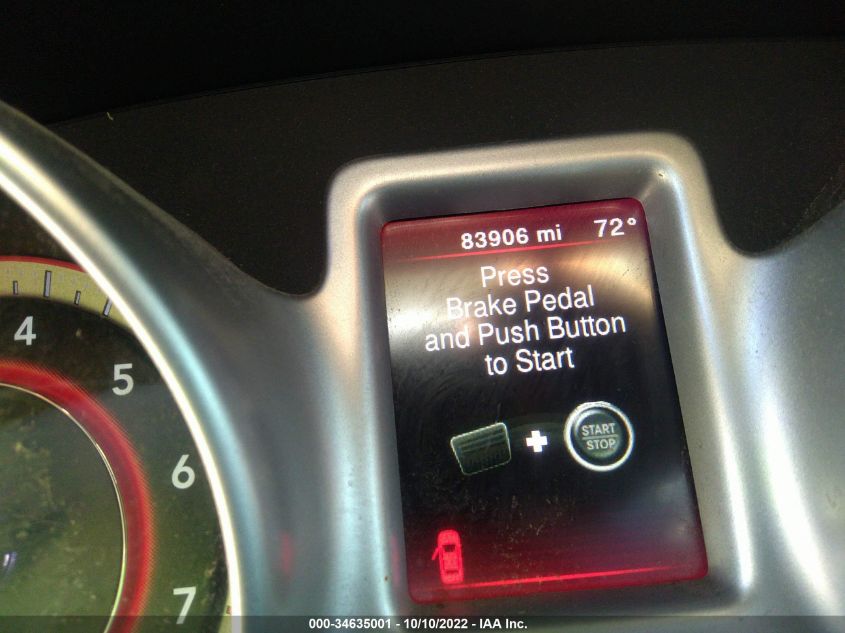 83906 mi 72°
Press
Brake Pedal
and Push Button
to Start
START
STOP
4
5
6
7
000-34635001 - 10/10/2022 - IAA Inc.